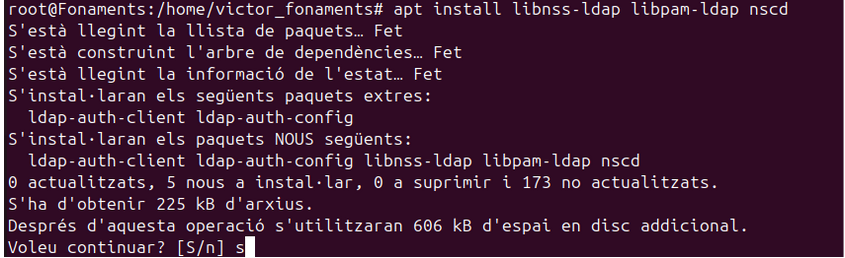 root@Fonaments:/home/victor_fonaments# apt install libnss-ldap libpam-ldap nscd
S'està llegint la llista de paquets… Fet
S'està construint l'arbre de dependències… Fet
S'està llegint la informació de l'estat… Fet
S'instal·laran els següents paquets extres:
ldap-auth-client ldap-auth-config
S'instal·laran els paquets NOUS següents:
ldap-auth-client ldap-auth-config libnss-ldap libpam-ldap nscd
0 actualitzats, 5 nous a instal·lar, 0 a suprimir i 173 no actualitzats.
S'ha d'obtenir 225 kB d'arxius.
Després d'aquesta operació s'utilitzaran 606 kB d'espai en disc addicional.
Voleu continuar? [S/n] s